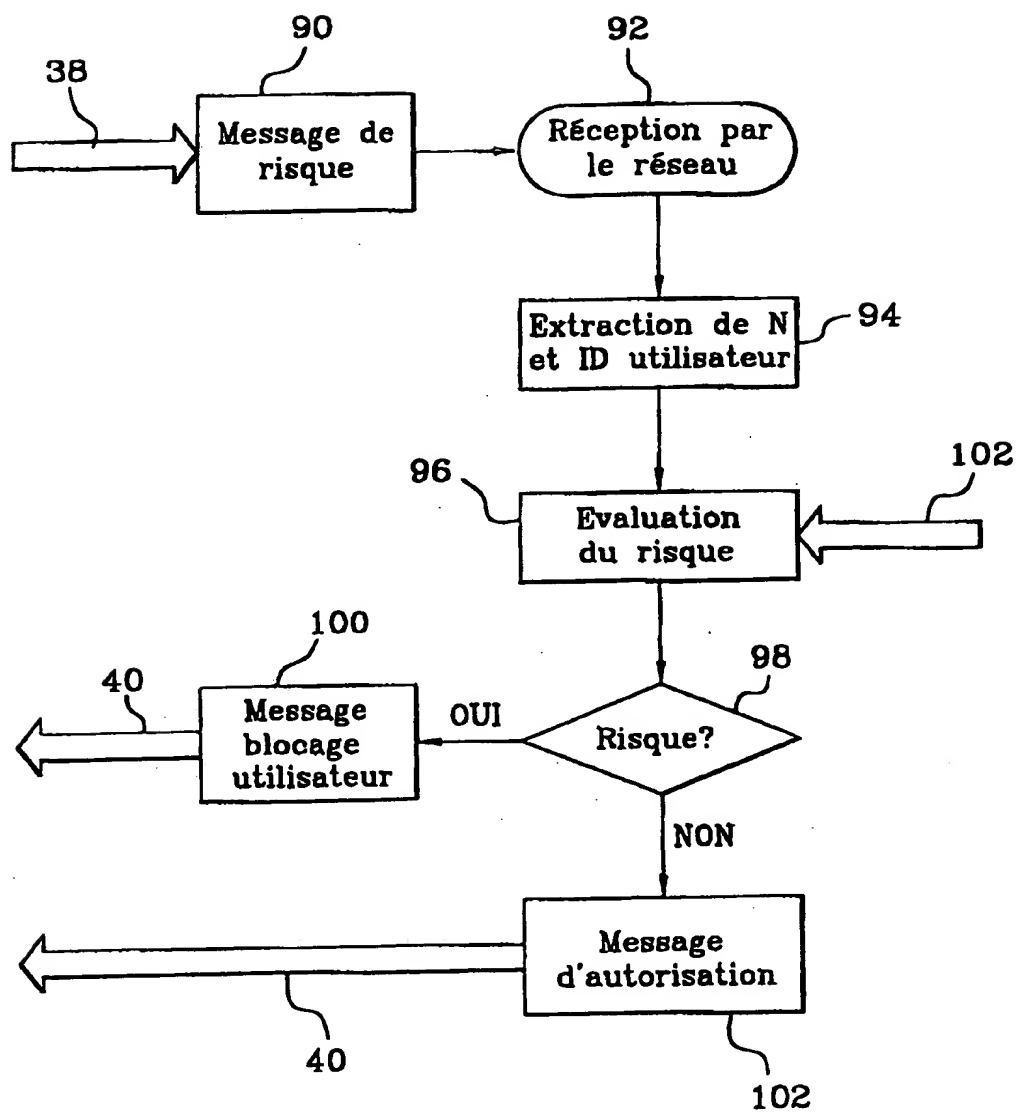 90
92
38
Message de
risque
Réception par
le réseau
Extraction de N
et ID utilisateur
94
96
102
Evaluation
du risque
100
98
40
Message
blocage
utilisateur
OUI
Risque?
NON
Message
d'autorisation
40
102